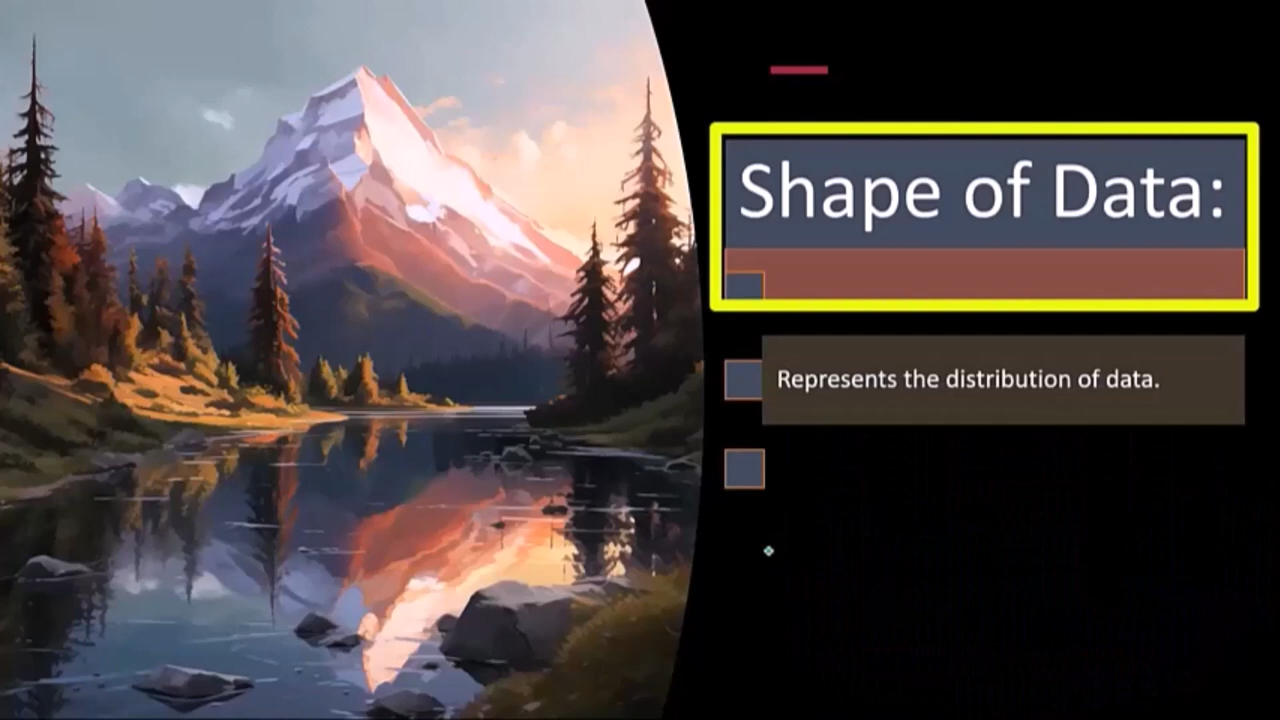 Shape of Data:
Represents the distribution of data.